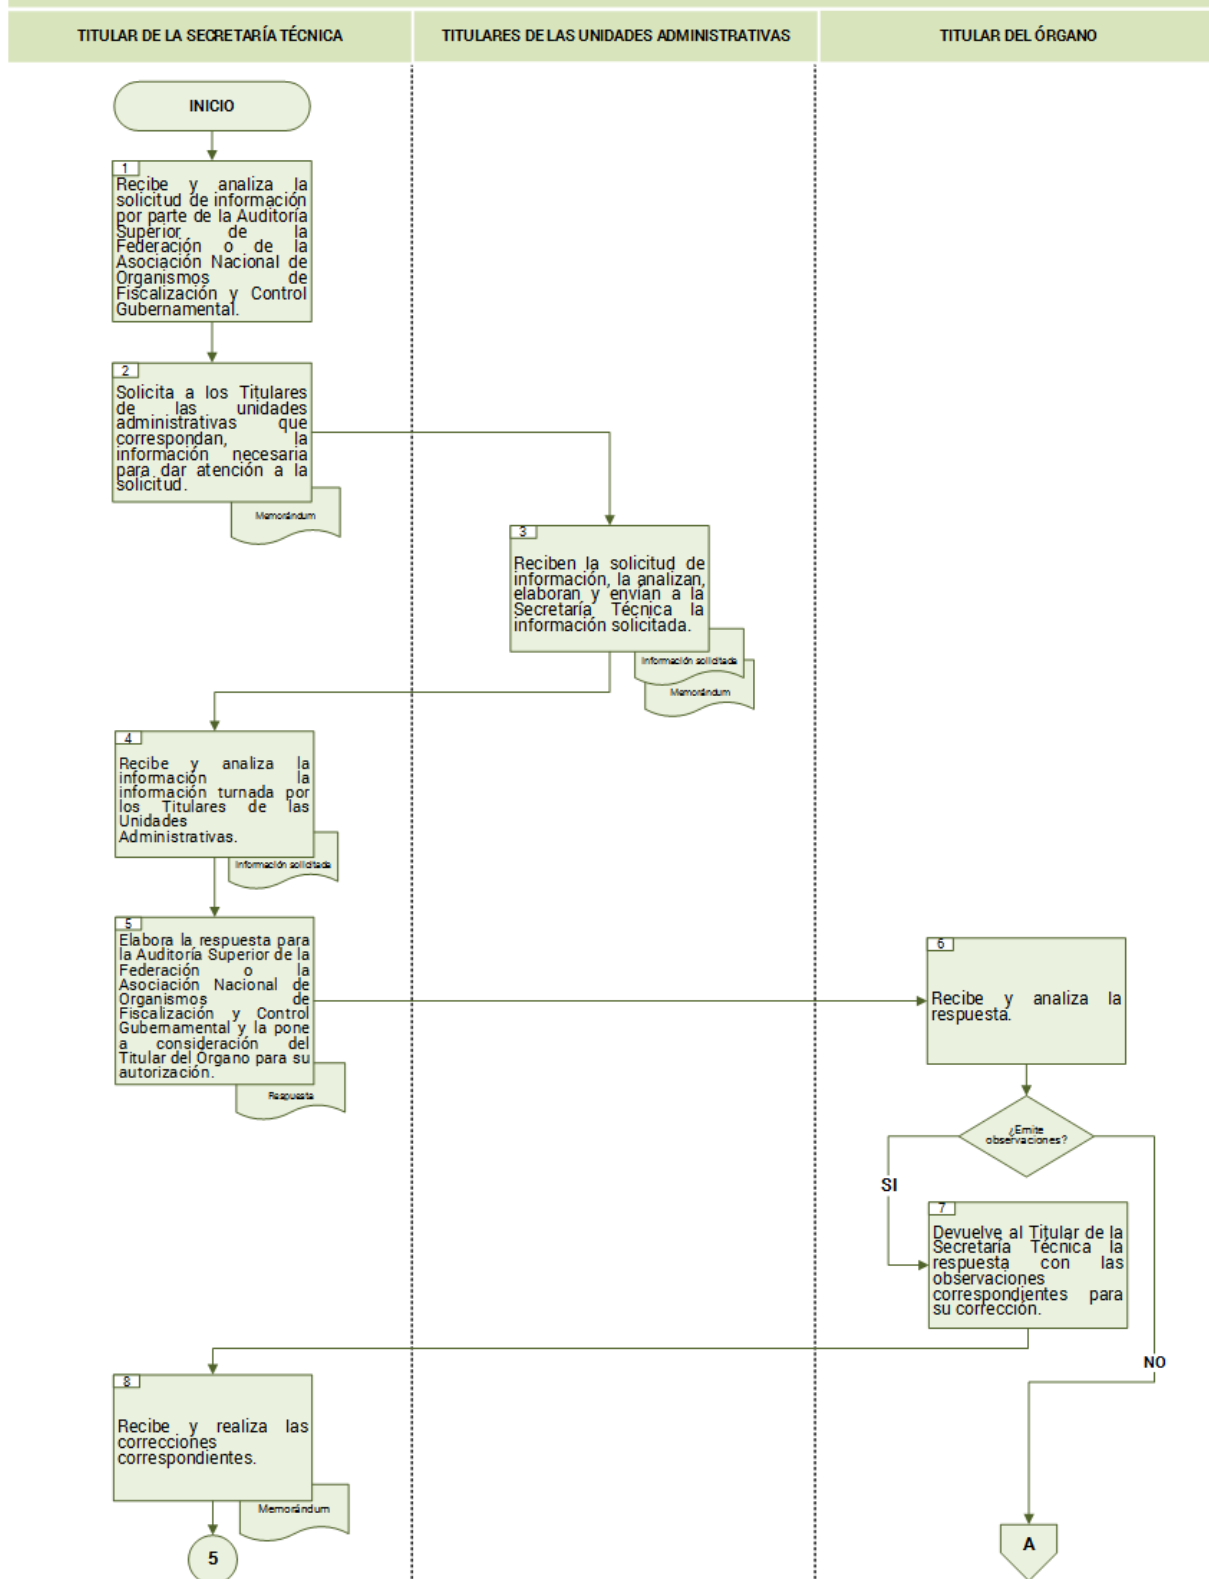 TITULAR DE LA SECRETARÍA TÉCNICA
TITULARES DE LAS UNIDADES ADMINISTRATIVAS
TITULAR DEL ÓRGANO
INICIO
1
Recibe y analiza la
solicitud de información
por parte de la Auditoría
Superior de la
Federación o de la
Asociación Nacional de
Organismos de
Fiscalización y Control
Gubernamental.
2
Solicita a los Titulares
de las unidades
administrativas que
correspondan, la
información necesaria
para dar atención a la
solicitud.
Memorándum
3
Reciben la solicitud de
información, la analizan,
elaboran y envían a la
Secretaría Técnica la
información solicitada.
Información solicitada
Memorándum
4
Recibe y analiza la
información la
información turnada por
los Titulares de las
Unidades
Administrativas.
Información solicitada
5
Elabora la respuesta para
la Auditoría Superior de la
Federación o la
Asociación Nacional de
Organismos de
Fiscalización y Control
Gubernamental y la pone
a consideración del
Titular del Órgano para su
autorización.
Respuesta
6
Recibe y analiza la
respuesta.
¿Emite
observaciones?
SI
7
Devuelve al Titular de la
Secretaría Técnica la
respuesta con las
observaciones
correspondientes para
su corrección.
NO
8
Recibe y realiza las
correcciones
correspondientes.
Memorándum
5
A